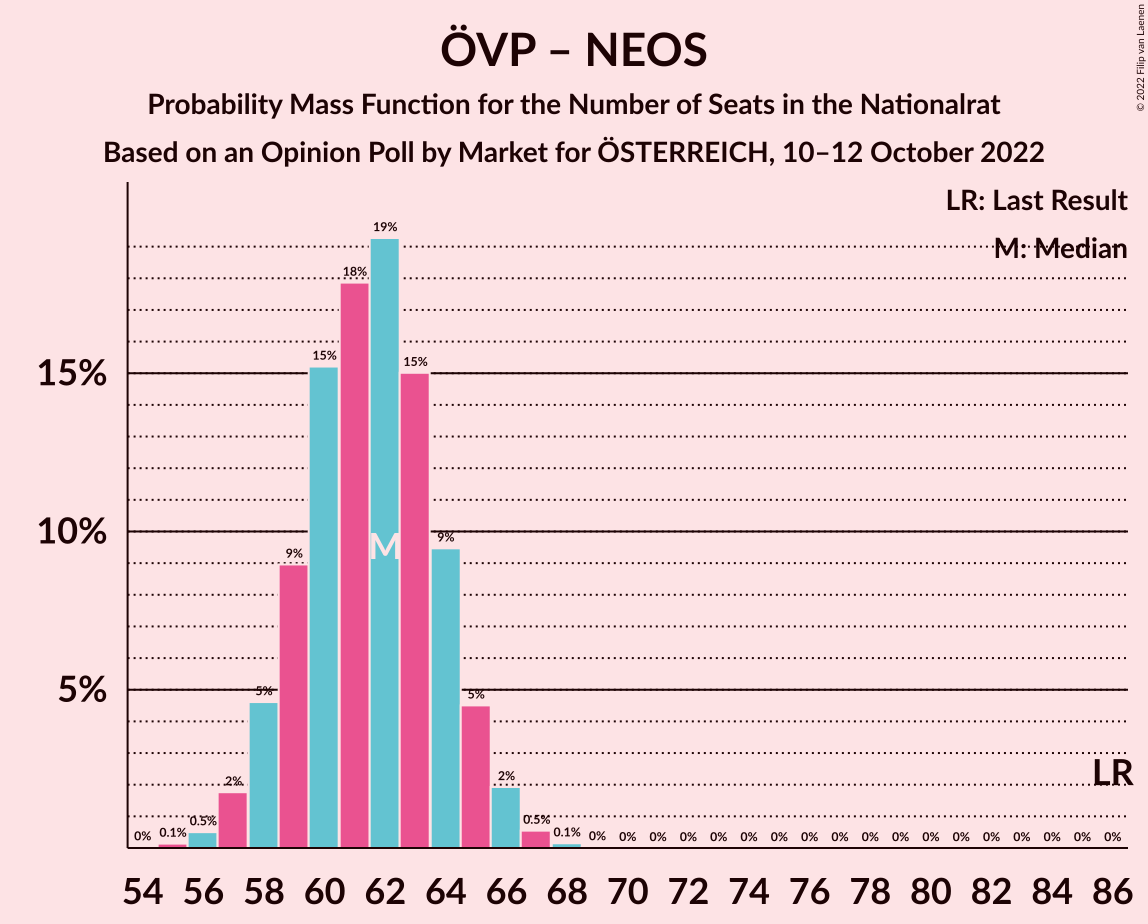 ÖVP – NEOS
Probability Mass Function for the Number of Seats in the Nationalrat
Based on an Opinion Poll by Market for ÖSTERREICH, 10–12 October 2022
© 2022 Filip van Laenen
LR: Last Result
M: Median
15%
10%
5%
0% 0.1% 0.5% 2% 5% 9% 15% 18% 19% 15% 9% 5% 2% 0.5% 0.1% 0% 0% 0% 0% 0% 0% 0% 0% 0% 0% 0% 0% 0% 0% 0% 0% 0% 0%
M
LR
54 56 58 60 62 64 66 68 70 72 74 76 78 80 82 84 86